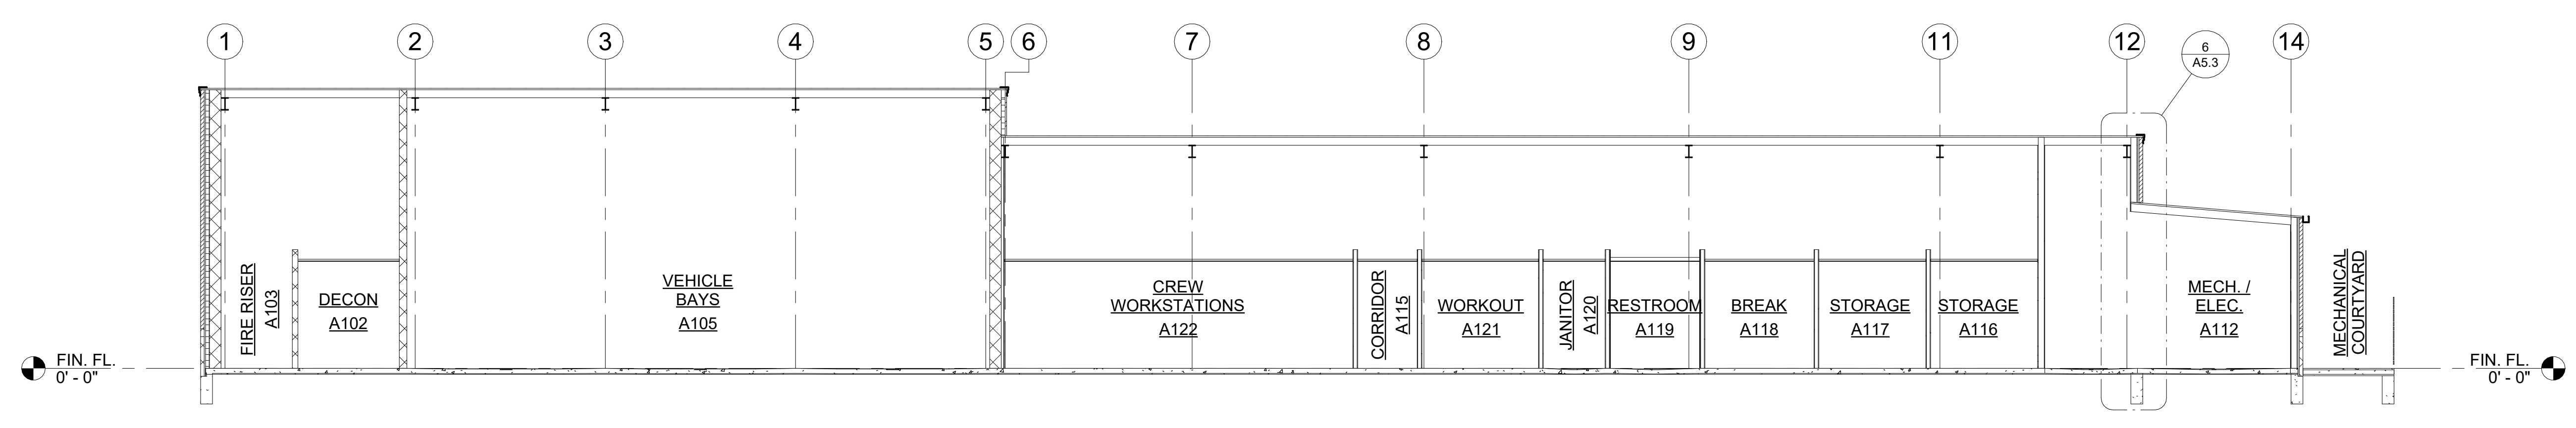 1
2
3
4
5
6
7
8
9
11
12
14
6
A5.3
FIRE RISER
A103
DECON
A102
VEHICLE
BAYS
A105
CREW
WORKSTATIONS
A122
CORRIDOR
A115
WORKOUT
A121
JANITOR
A120
RESTROOM
A119
BREAK
A118
STORAGE
A117
STORAGE
A116
MECH. /
ELEC.
A112
MECHANICAL
COURTYARD
FIN. FL.
0' - 0"
FIN. FL.
0' - 0"